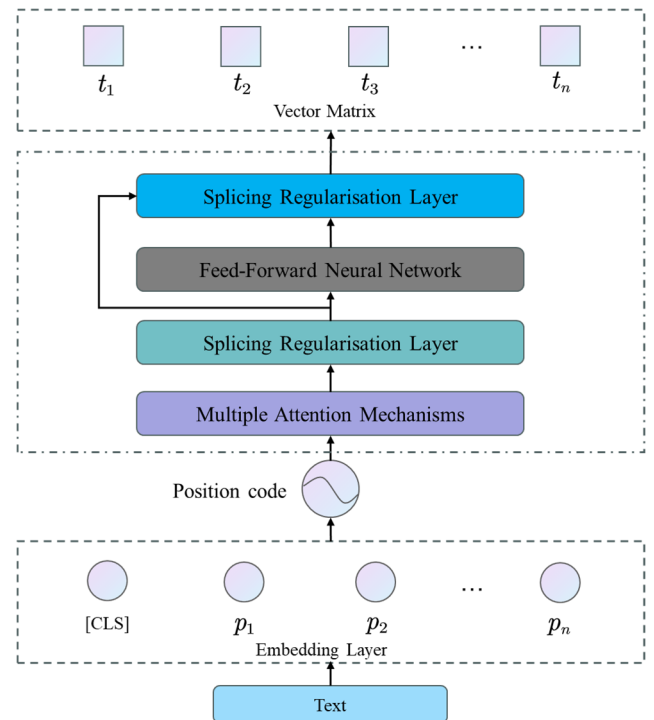 t₁ t₂ t₃ ... tₙ
Vector Matrix
Splicing Regularisation Layer
Feed-Forward Neural Network
Splicing Regularisation Layer
Multiple Attention Mechanisms
Position code
[CLS] p₁ p₂ ... pₙ
Embedding Layer
Text